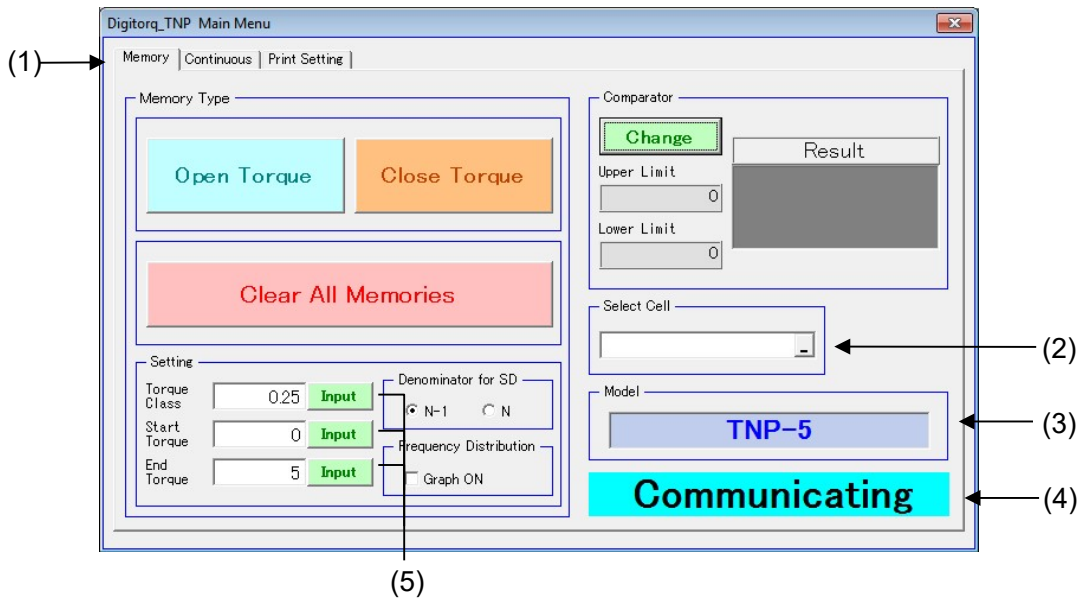 Digitorq_TNP Main Menu
(1)
Memory
Continuous
Print Setting
Memory Type
Open Torque
Close Torque
Clear All Memories
Setting
Torque
Class
0.25
Input
Start
Torque
0
Input
End
Torque
5
Input
Denominator for SD
N-1
N
Frequency Distribution
Graph ON
(5)
Comparator
Change
Result
Upper Limit
0
Lower Limit
0
Select Cell
(2)
Model
TNP-5
(3)
Communicating
(4)